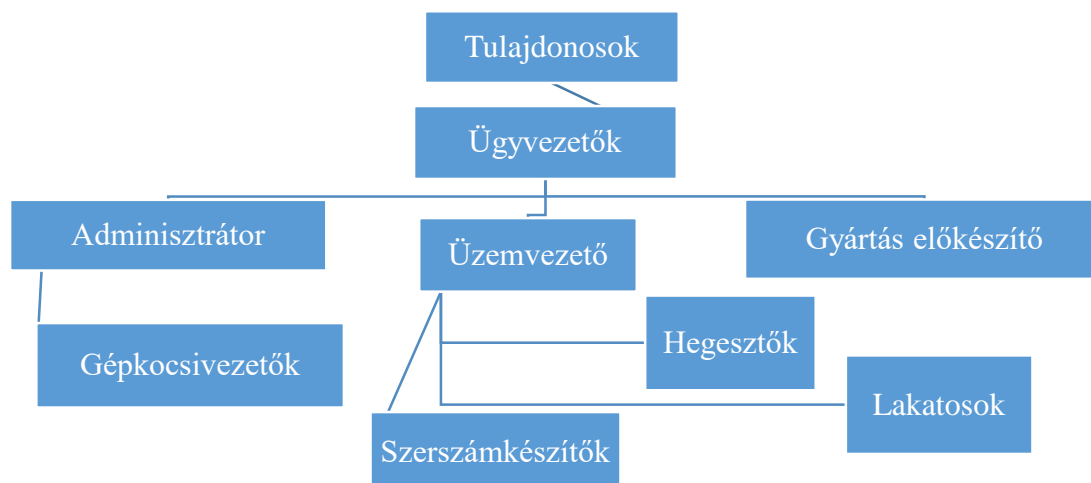 Tulajdonosok
Ügyvezetők
Adminisztrátor
Üzemvezető
Gyártás előkészítő
Gépkocsivezetők
Hegesztők
Lakatosok
Szerszámkészítők